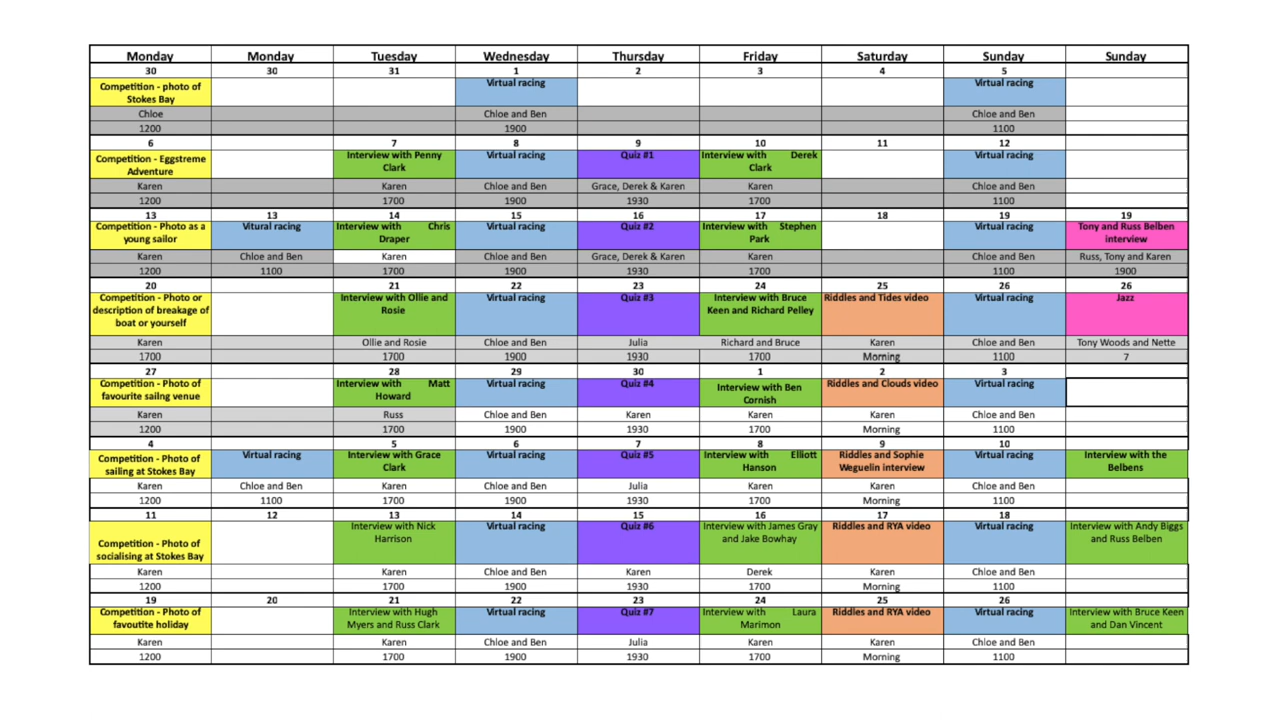 Monday Monday Tuesday Wednesday Thursday Friday Saturday Sunday Sunday
30 30 31 1 2 3 4 5
Competition - photo of Virtual racing Virtual racing
Stokes Bay
Chloe Chloe and Ben Chloe and Ben
1200 1900 1100
6 7 8 9 10 11 12
Competition - Eggstreme Interview with Penny Virtual racing Quiz #1 Interview with Derek Virtual racing
Adventure Clark Clark
Karen Karen Chloe and Ben Grace, Derek & Karen Karen Chloe and Ben
1200 1700 1900 1930 1700 1100
13 13 14 15 16 17 18 19 19
Competition - Photo as a Vitural racing Interview with Chris Virtual racing Quiz #2 Interview with Stephen Virtual racing Tony and Russ Belben
young sailor Draper Park interview
Karen Chloe and Ben Karen Chloe and Ben Grace, Derek & Karen Karen Chloe and Ben Russ, Tony and Karen
1200 1100 1700 1900 1930 1700 1100 1900
20 21 22 23 24 25 26 26
Competition - Photo or Interview with Ollie and Virtual racing Quiz #3 Interview with Bruce Riddles and Tides video Virtual racing Jazz
description of breakage of Rosie Keen and Richard Pelley
boat or yourself
Karen Ollie and Rosie Chloe and Ben Julia Richard and Bruce Karen Chloe and Ben Tony Woods and Nette
1700 1700 1900 1930 1700 Morning 1100 7
27 28 29 30 1 2 3
Competition - Photo of Interview with Matt Virtual racing Quiz #4 Interview with Ben Riddles and Clouds video Virtual racing
favourite sailng venue Howard Cornish
Karen Russ Chloe and Ben Karen Karen Karen Chloe and Ben
1200 1700 1900 1930 1700 Morning 1100
4 5 6 7 8 9 10
Competition - Photo of Virtual racing Interview with Grace Virtual racing Quiz #5 Interview with Elliott Riddles and Sophie Virtual racing Interview with the
sailing at Stokes Bay Clark Hanson Weguelin interview Belbens
Karen Chloe and Ben Karen Chloe and Ben Julia Karen Karen Chloe and Ben
1200 1100 1700 1900 1930 1700 Morning 1100
11 12 13 14 15 16 17 18
Interview with Nick Virtual racing Quiz #6 Interview with James Gray Riddles and RYA video Virtual racing Interview with Andy Biggs
Competition - Photo of Harrison and Jake Bowhay and Russ Belben
socialising at Stokes Bay
Karen Karen Chloe and Ben Karen Derek Karen Chloe and Ben
1200 1700 1900 1930 1700 Morning 1100
19 20 21 22 23 24 25 26
Competition - Photo of Interview with Hugh Virtual racing Quiz #7 Interview with Laura Riddles and RYA video Virtual racing Interview with Bruce Keen
favoutite holiday Myers and Russ Clark Marimon and Dan Vincent
Karen Karen Chloe and Ben Julia Karen Karen Chloe and Ben
1200 1700 1900 1930 1700 Morning 1100